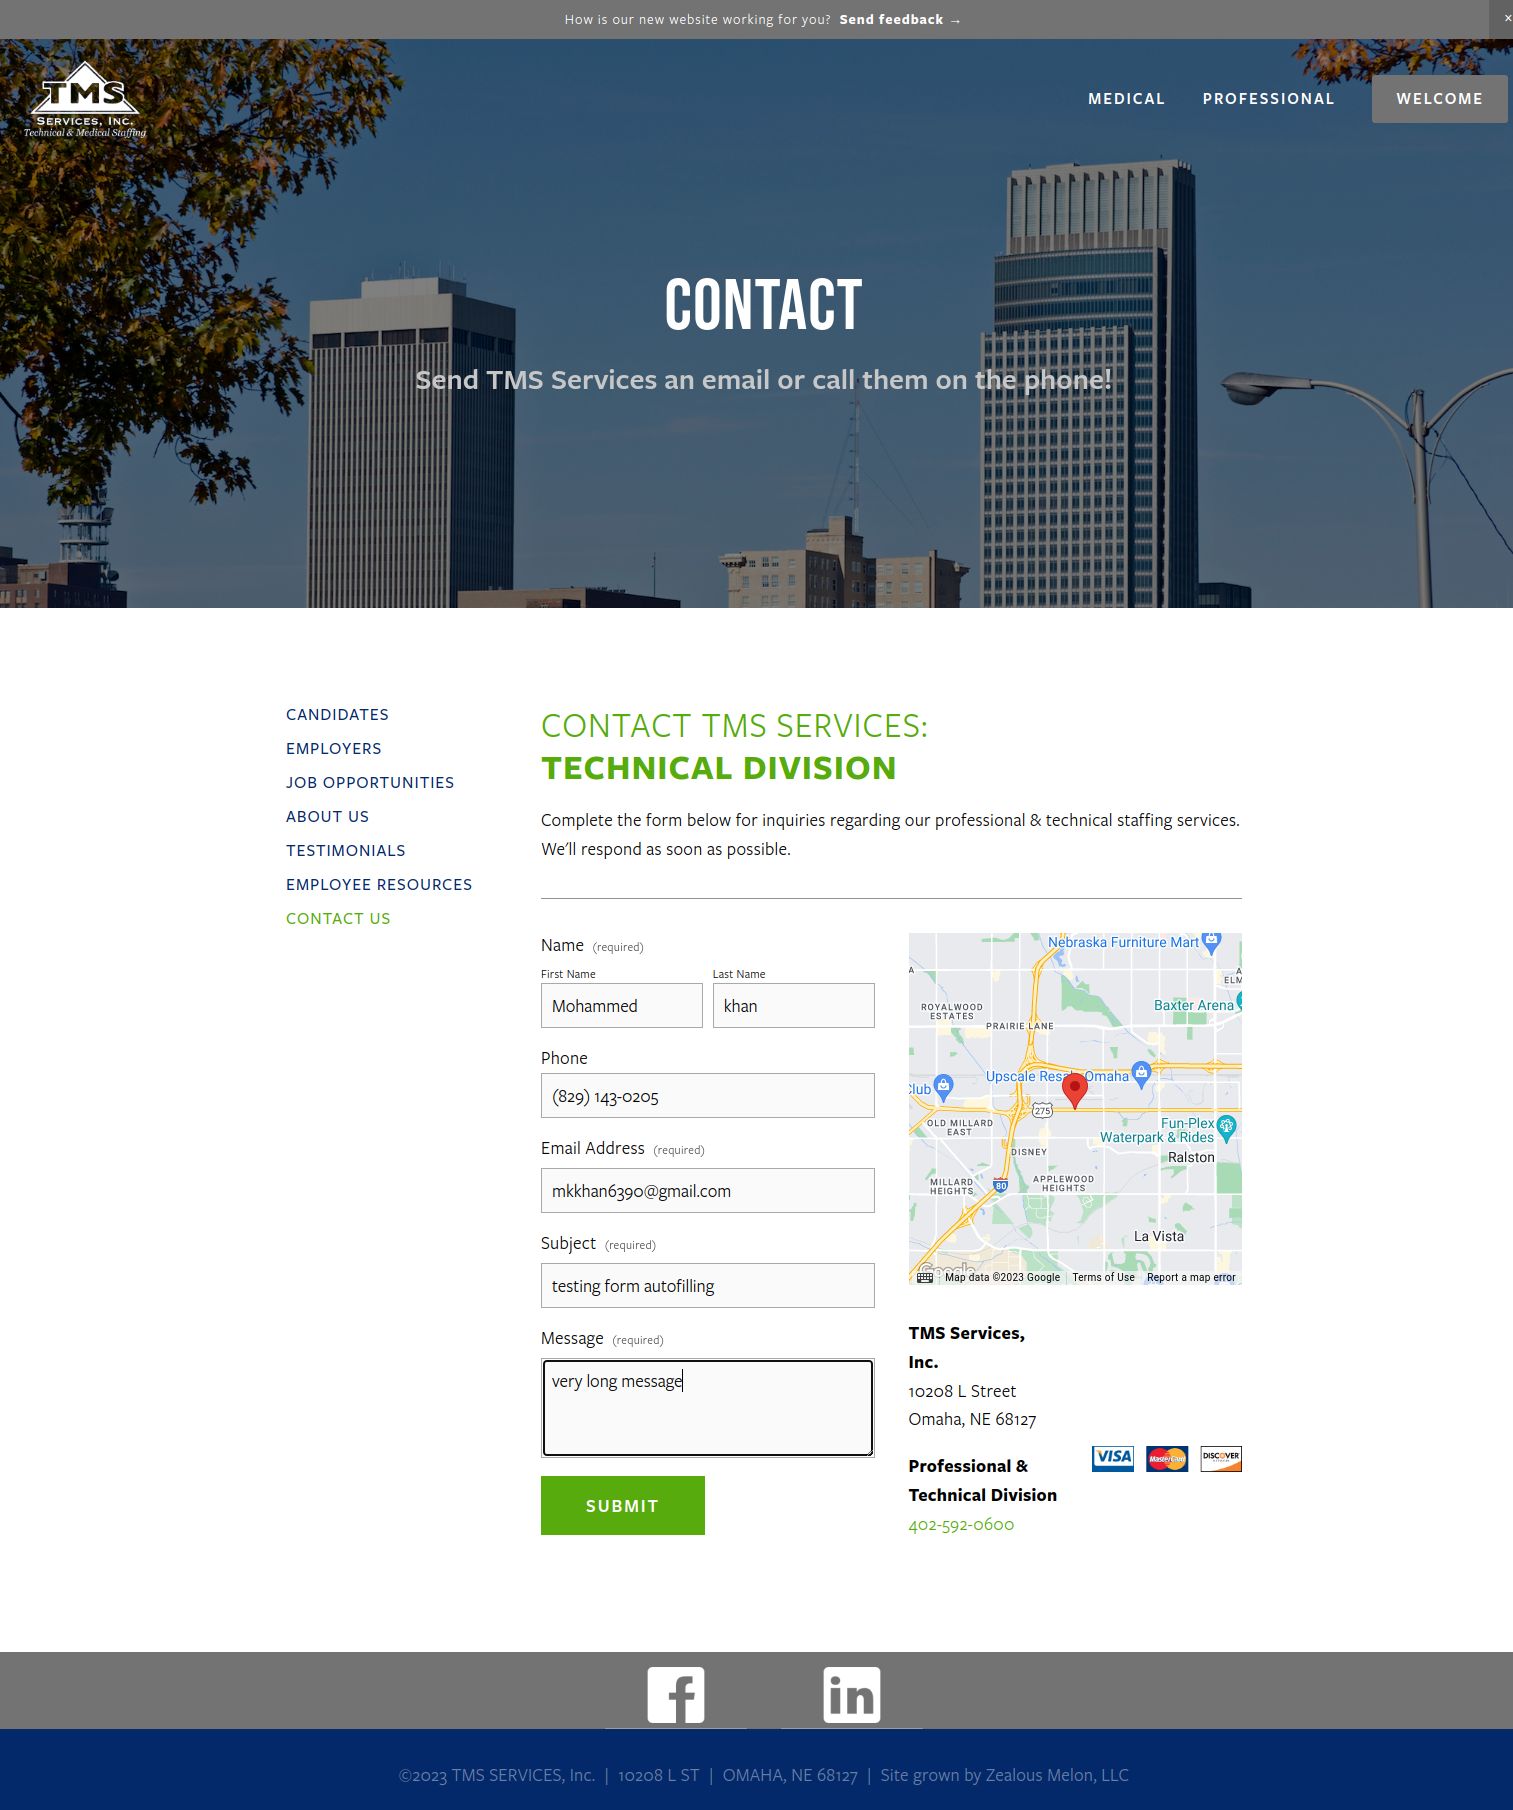 How is our new website working for you? Send feedback →
×
TMS
SERVICES, INC.
Technical & Medical Staffing
MEDICAL
PROFESSIONAL
WELCOME
CONTACT
Send TMS Services an email or call them on the phone!
CANDIDATES
EMPLOYERS
JOB OPPORTUNITIES
ABOUT US
TESTIMONIALS
EMPLOYEE RESOURCES
CONTACT US
CONTACT TMS SERVICES:
TECHNICAL DIVISION
Complete the form below for inquiries regarding our professional & technical staffing services.
We'll respond as soon as possible.
Name (required)
First Name
Last Name
Mohammed
khan
Phone
(829) 143-0205
Email Address (required)
mkkhan6390@gmail.com
Subject (required)
testing form autofilling
Message (required)
very long message
SUBMIT
Nebraska Furniture Mart
A
ELM
Baxter Arena
ROYALWOOD
ESTATES
PRAIRIE LANE
Upscale Resale Omaha
Club
275
OLD MILLARD
EAST
Fun-Plex
Waterpark & Rides
Ralston
DISNEY
MILLARD
HEIGHTS
80
APPLEWOOD
HEIGHTS
La Vista
Google
Map data ©2023 Google
Terms of Use
Report a map error
TMS Services,
Inc.
10208 L Street
Omaha, NE 68127
Professional &
Technical Division
402-592-0600
VISA
MasterCard
DISCOVER
f
in
©2023 TMS SERVICES, Inc. | 10208 L ST | OMAHA, NE 68127 | Site grown by Zealous Melon, LLC